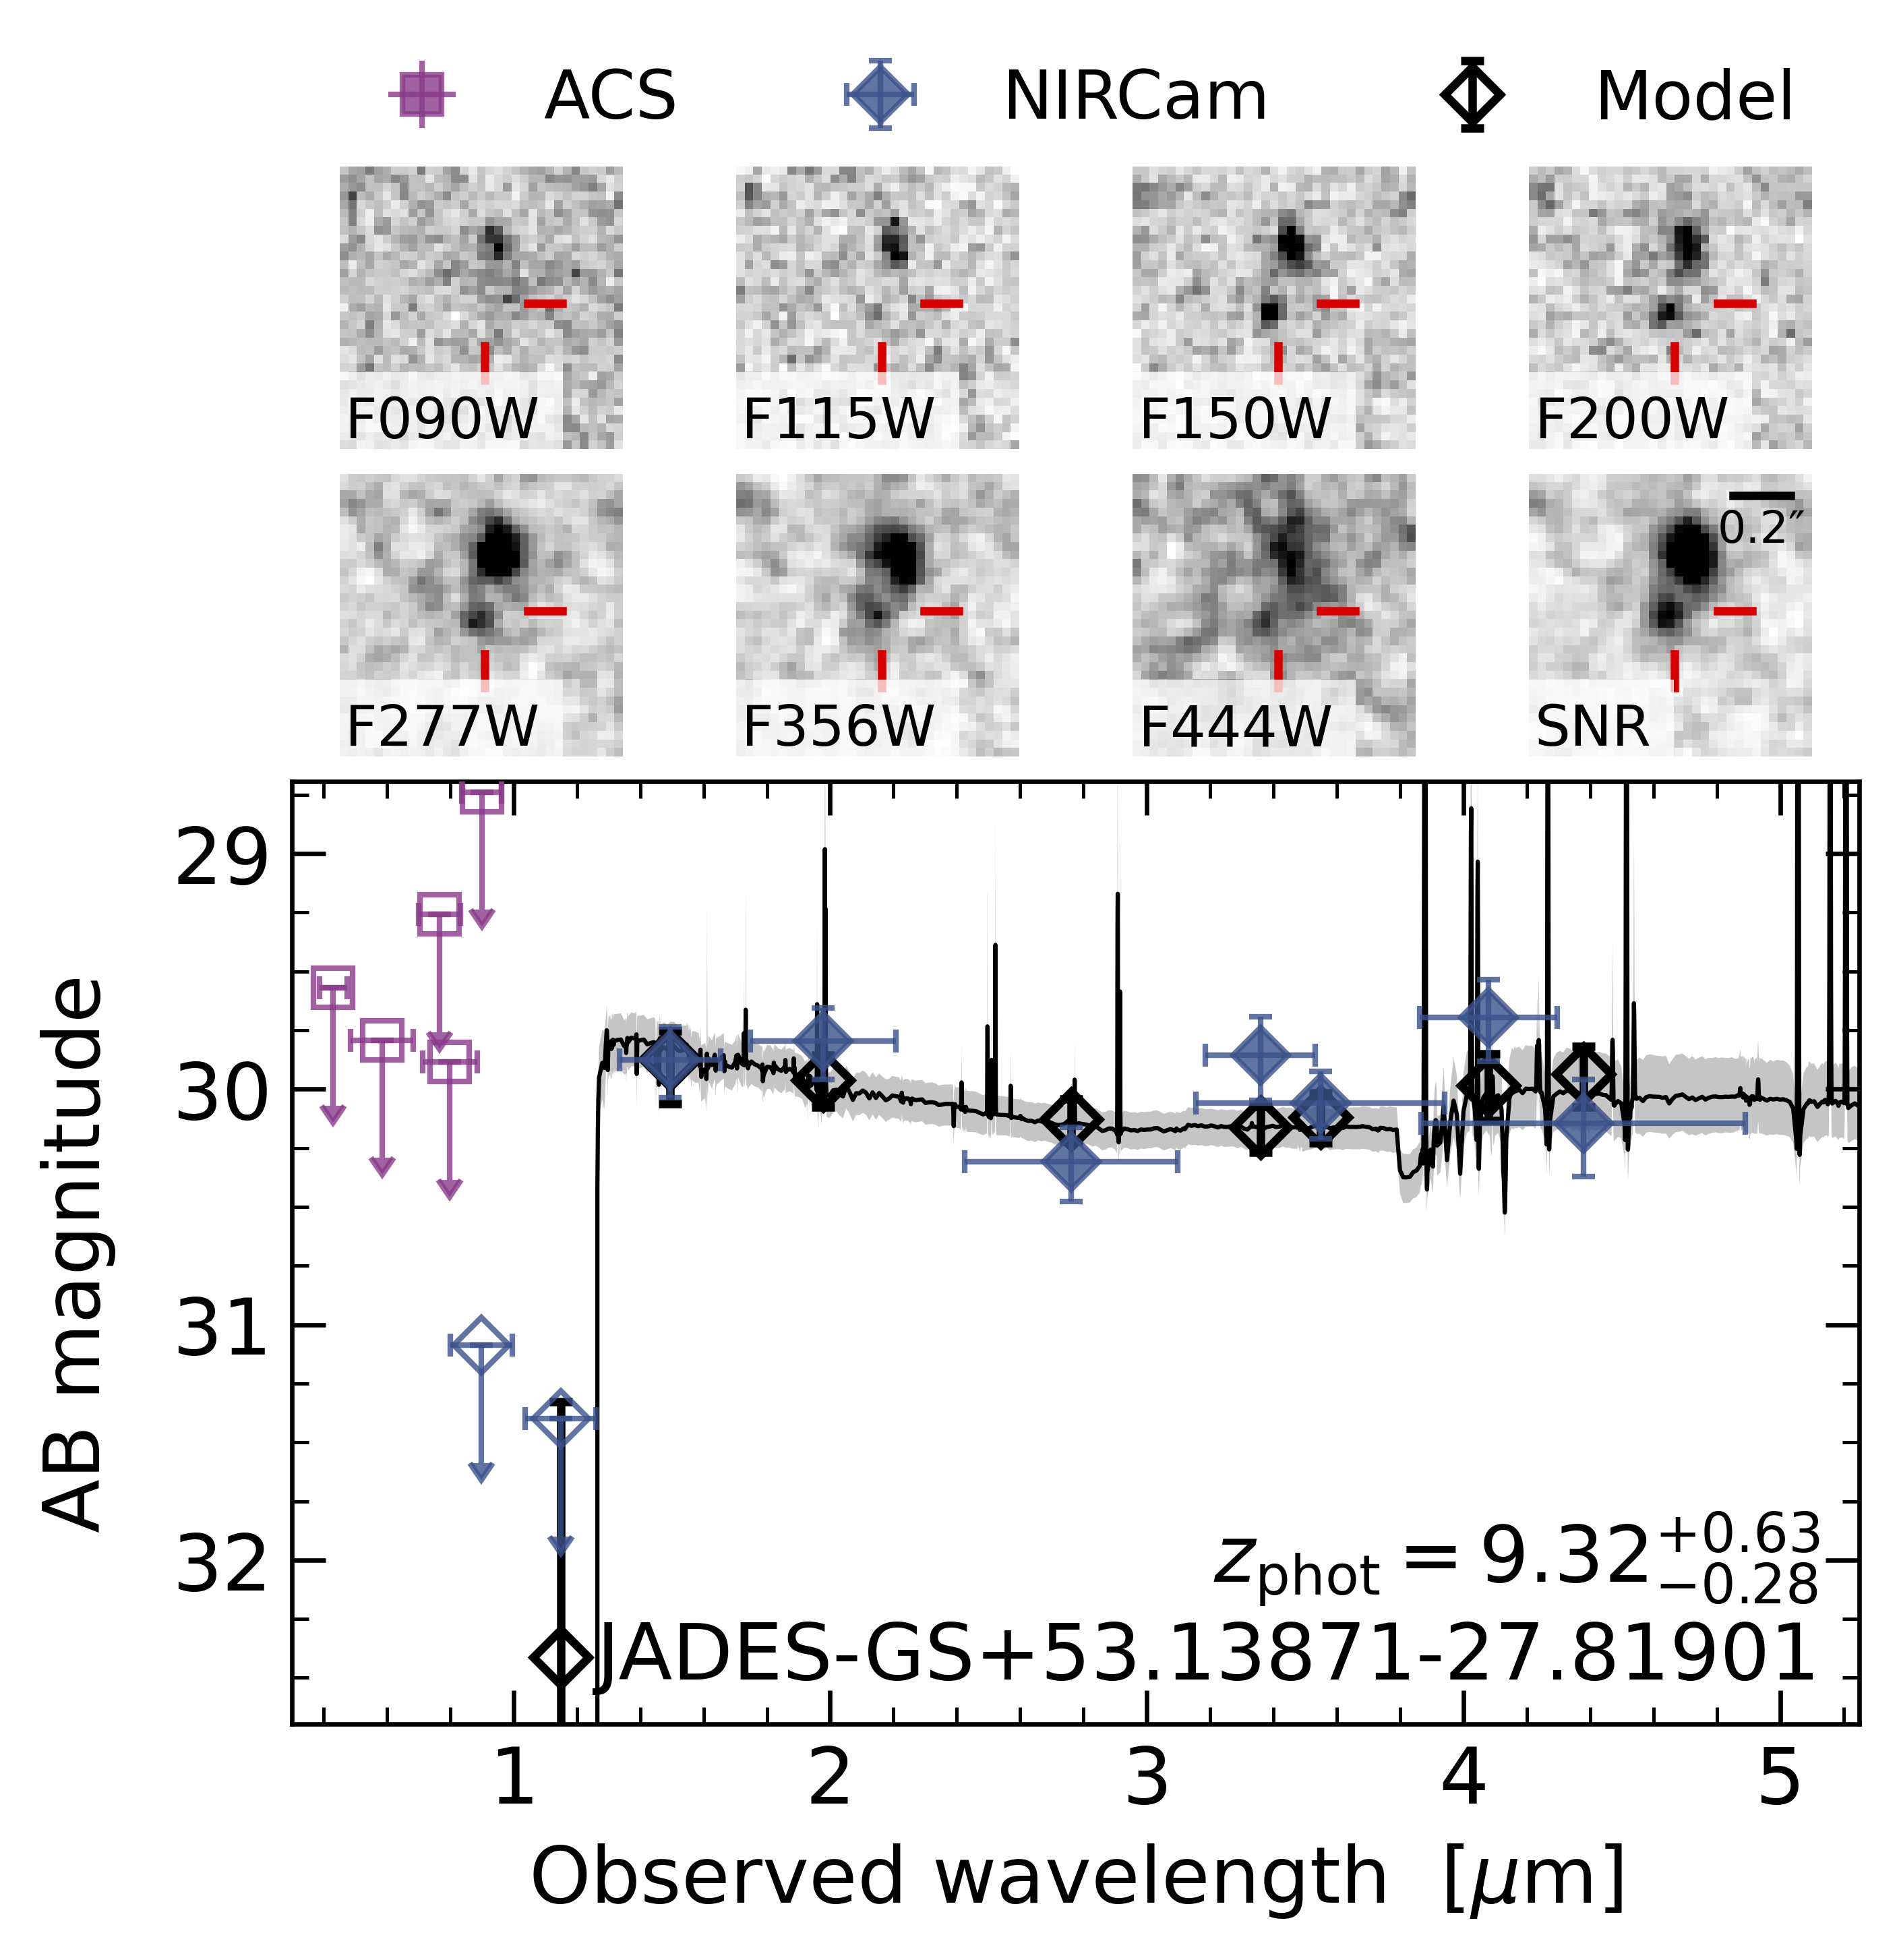 ACS NIRCam Model
F090W F115W F150W F200W
0.2″
F277W F356W F444W SNR
29
30
31
32
AB magnitude
z_phot = 9.32 +0.63 −0.28
JADES-GS+53.13871-27.81901
1 2 3 4 5
Observed wavelength [μm]